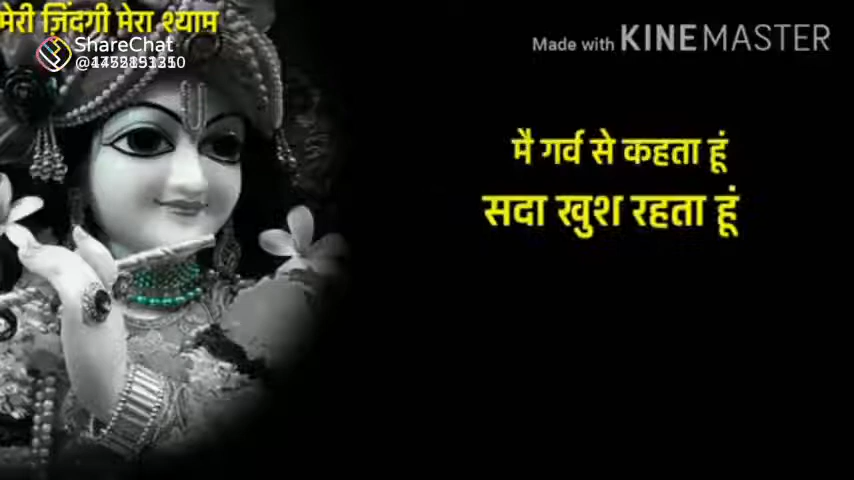 मेरी ज़िंदगी मेरा श्याम
ShareChat
Made with KINEMASTER
मै गर्व से कहता हूं
सदा खुश रहता हूं